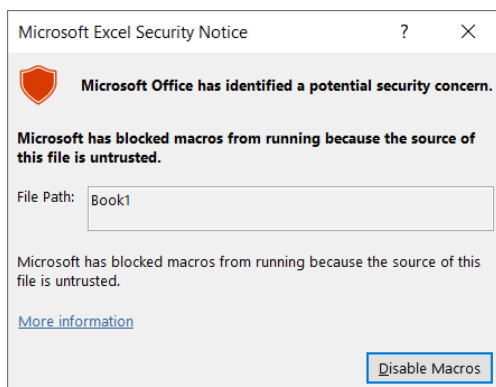 Microsoft Excel Security Notice ? ×
Microsoft Office has identified a potential security concern.
Microsoft has blocked macros from running because the source of
this file is untrusted.
File Path: Book1
Microsoft has blocked macros from running because the source of this
file is untrusted.
More information
Disable Macros